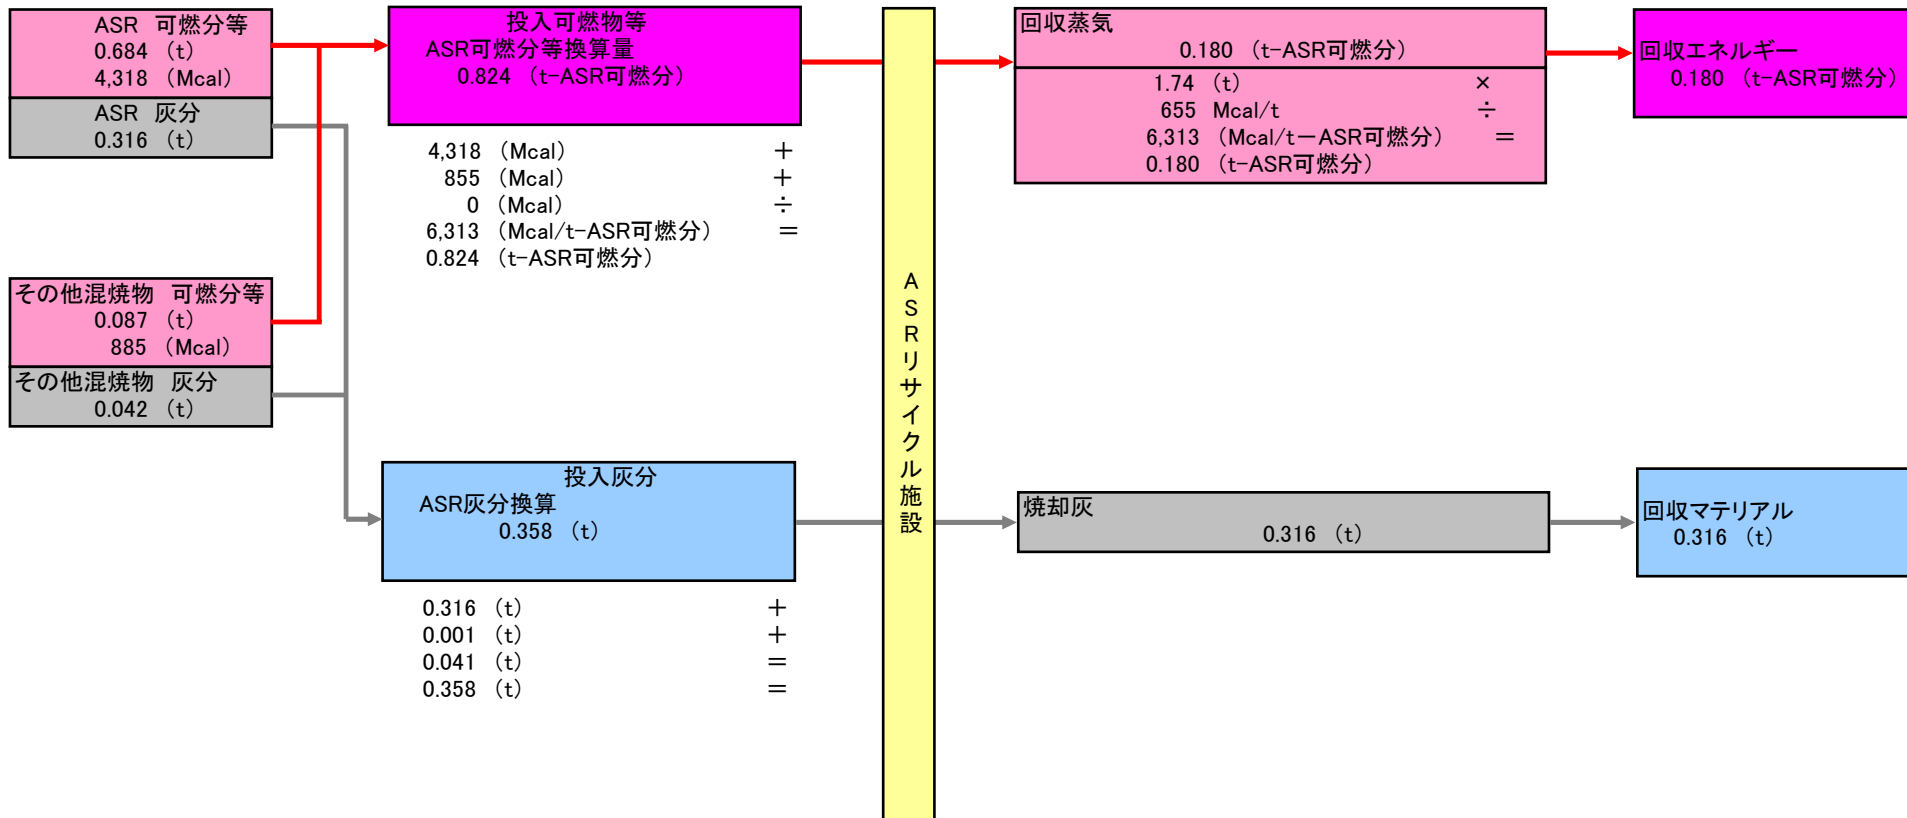 ASR 可燃分等
0.684 (t)
4,318 (Mcal)
ASR 灰分
0.316 (t)
その他混焼物 可燃分等
0.087 (t)
885 (Mcal)
その他混焼物 灰分
0.042 (t)
投入可燃物等
ASR可燃分等換算量
0.824 (t-ASR可燃分)
4,318 (Mcal) +
855 (Mcal) +
0 (Mcal) ÷
6,313 (Mcal/t-ASR可燃分) =
0.824 (t-ASR可燃分)
投入灰分
ASR灰分換算
0.358 (t)
0.316 (t) +
0.001 (t) +
0.041 (t) =
0.358 (t) =
ASRリサイクル施設
回収蒸気
0.180 (t-ASR可燃分)
1.74 (t) ×
655 Mcal/t ÷
6,313 (Mcal/tーASR可燃分) =
0.180 (t-ASR可燃分)
焼却灰
0.316 (t)
回収エネルギー
0.180 (t-ASR可燃分)
回収マテリアル
0.316 (t)